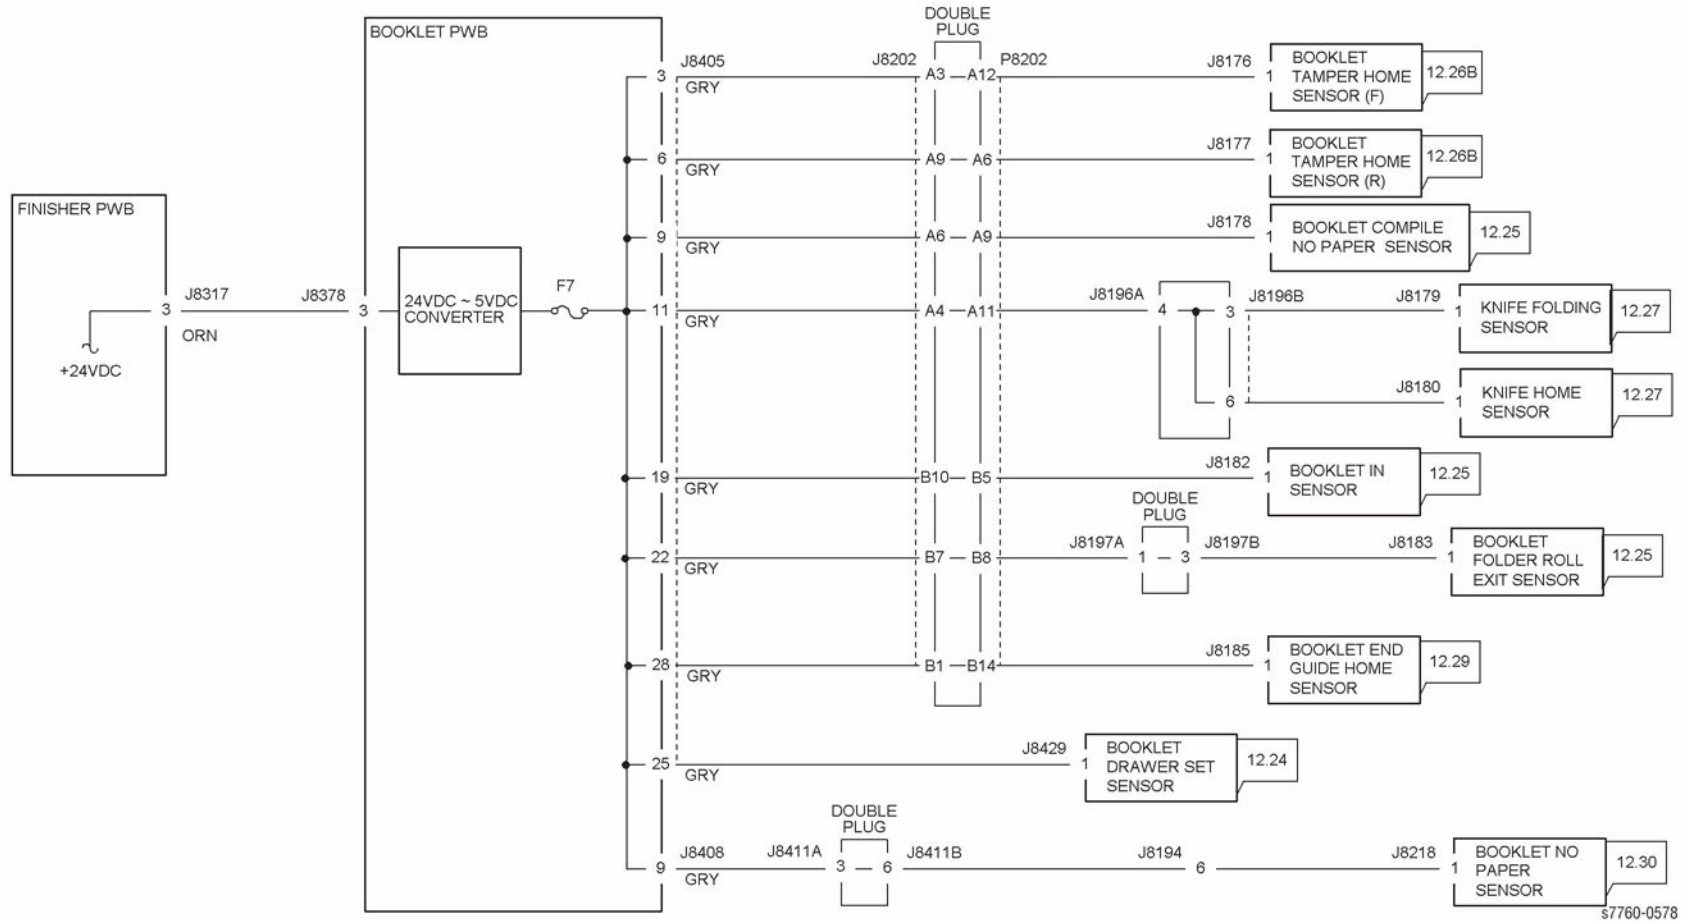 DOUBLE
PLUG
BOOKLET PWB
J8405
J8202
P8202
J8176
BOOKLET
TAMPER HOME
SENSOR (F)
12.26B
3
A3
A12
1
GRY
J8177
BOOKLET
TAMPER HOME
SENSOR (R)
12.26B
6
A9
A6
1
GRY
FINISHER PWB
J8178
BOOKLET COMPILE
NO PAPER SENSOR
12.25
9
A6
A9
1
GRY
J8317
J8378
24VDC ~ 5VDC
CONVERTER
F7
3
3
ORN
+24VDC
11
GRY
A4
A11
J8196A
4
3
J8196B
J8179
1
KNIFE FOLDING
SENSOR
12.27
6
J8180
1
KNIFE HOME
SENSOR
12.27
19
GRY
B10
B5
J8182
1
BOOKLET IN
SENSOR
12.25
DOUBLE
PLUG
22
GRY
B7
B8
J8197A
1
3
J8197B
J8183
1
BOOKLET
FOLDER ROLL
EXIT SENSOR
12.25
28
GRY
B1
B14
J8185
1
BOOKLET END
GUIDE HOME
SENSOR
12.29
25
GRY
J8429
1
BOOKLET
DRAWER SET
SENSOR
12.24
DOUBLE
PLUG
9
J8408
GRY
J8411A
3
6
J8411B
J8194
6
J8218
1
BOOKLET NO
PAPER
SENSOR
12.30
s7760-0578